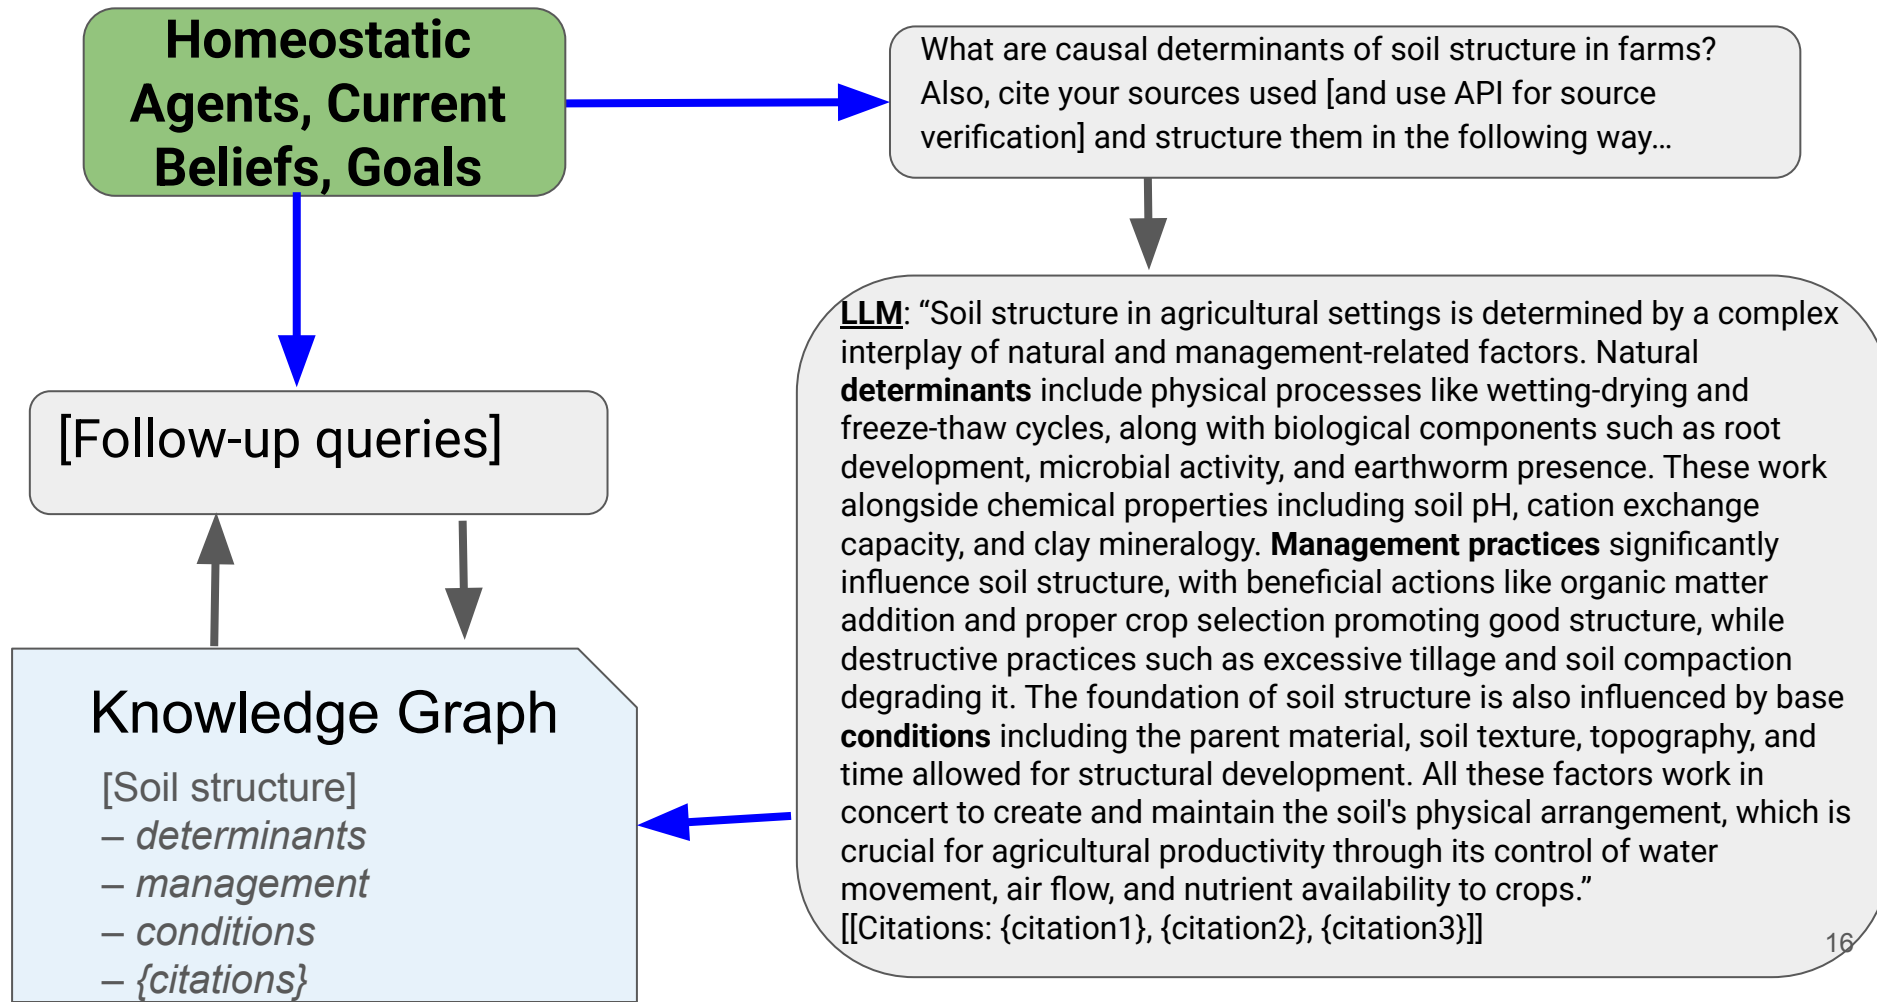 Homeostatic
Agents, Current
Beliefs, Goals
What are causal determinants of soil structure in farms?
Also, cite your sources used [and use API for source
verification] and structure them in the following way…
[Follow-up queries]
LLM: “Soil structure in agricultural settings is determined by a complex
interplay of natural and management-related factors. Natural
determinants include physical processes like wetting-drying and
freeze-thaw cycles, along with biological components such as root
development, microbial activity, and earthworm presence. These work
alongside chemical properties including soil pH, cation exchange
capacity, and clay mineralogy. Management practices significantly
influence soil structure, with beneficial actions like organic matter
addition and proper crop selection promoting good structure, while
destructive practices such as excessive tillage and soil compaction
degrading it. The foundation of soil structure is also influenced by base
conditions including the parent material, soil texture, topography, and
time allowed for structural development. All these factors work in
concert to create and maintain the soil's physical arrangement, which is
crucial for agricultural productivity through its control of water
movement, air flow, and nutrient availability to crops.”
[[Citations: {citation1}, {citation2}, {citation3}]]
Knowledge Graph
[Soil structure]
– determinants
– management
– conditions
– {citations}
16